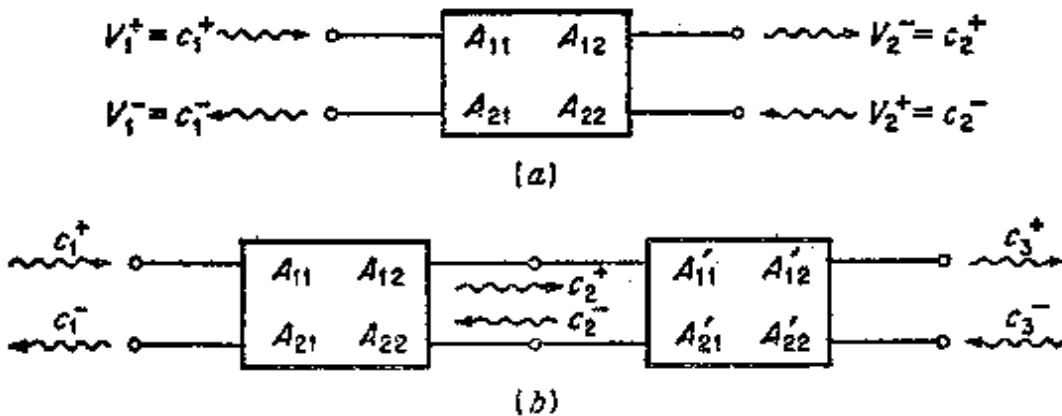 V₁⁺ = c₁⁺ A₁₁ A₁₂ V₂⁻ = c₂⁺
V₁⁻ = c₁⁻ A₂₁ A₂₂ V₂⁺ = c₂⁻
(a)
c₁⁺ c₃⁺
A₁₁ A₁₂ A′₁₁ A′₁₂
c₂⁺
c₁⁻ c₂⁻ c₃⁻
A₂₁ A₂₂ A′₂₁ A′₂₂
(b)